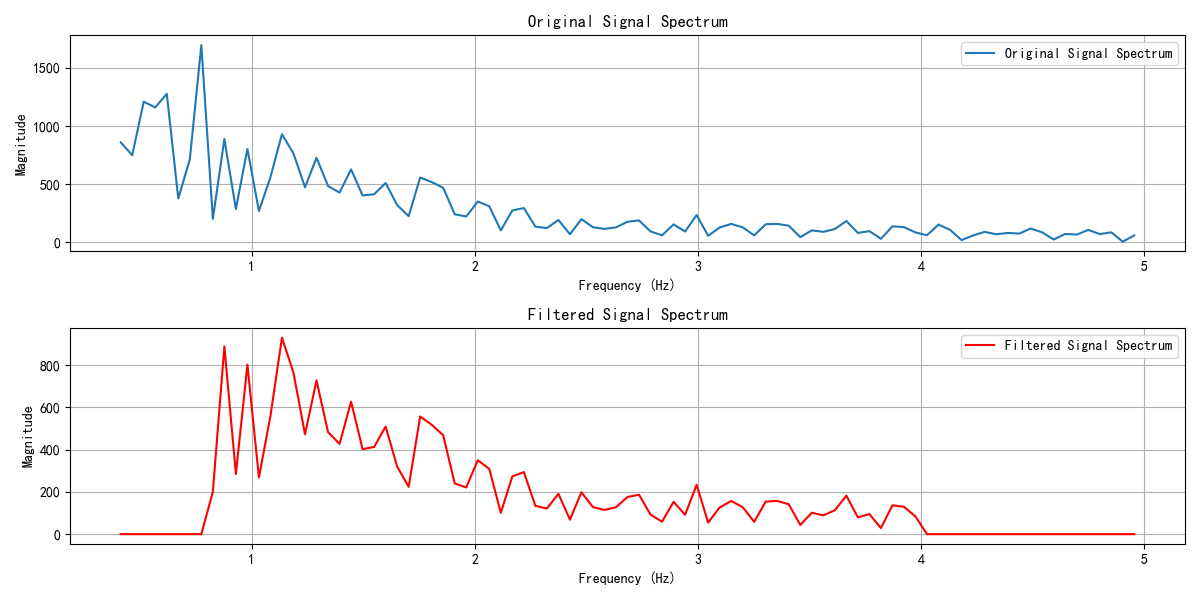 Original Signal Spectrum
Original Signal Spectrum
Magnitude
1500
1000
500
0
1 2 3 4 5
Frequency (Hz)
Filtered Signal Spectrum
Filtered Signal Spectrum
Magnitude
800
600
400
200
0
1 2 3 4 5
Frequency (Hz)